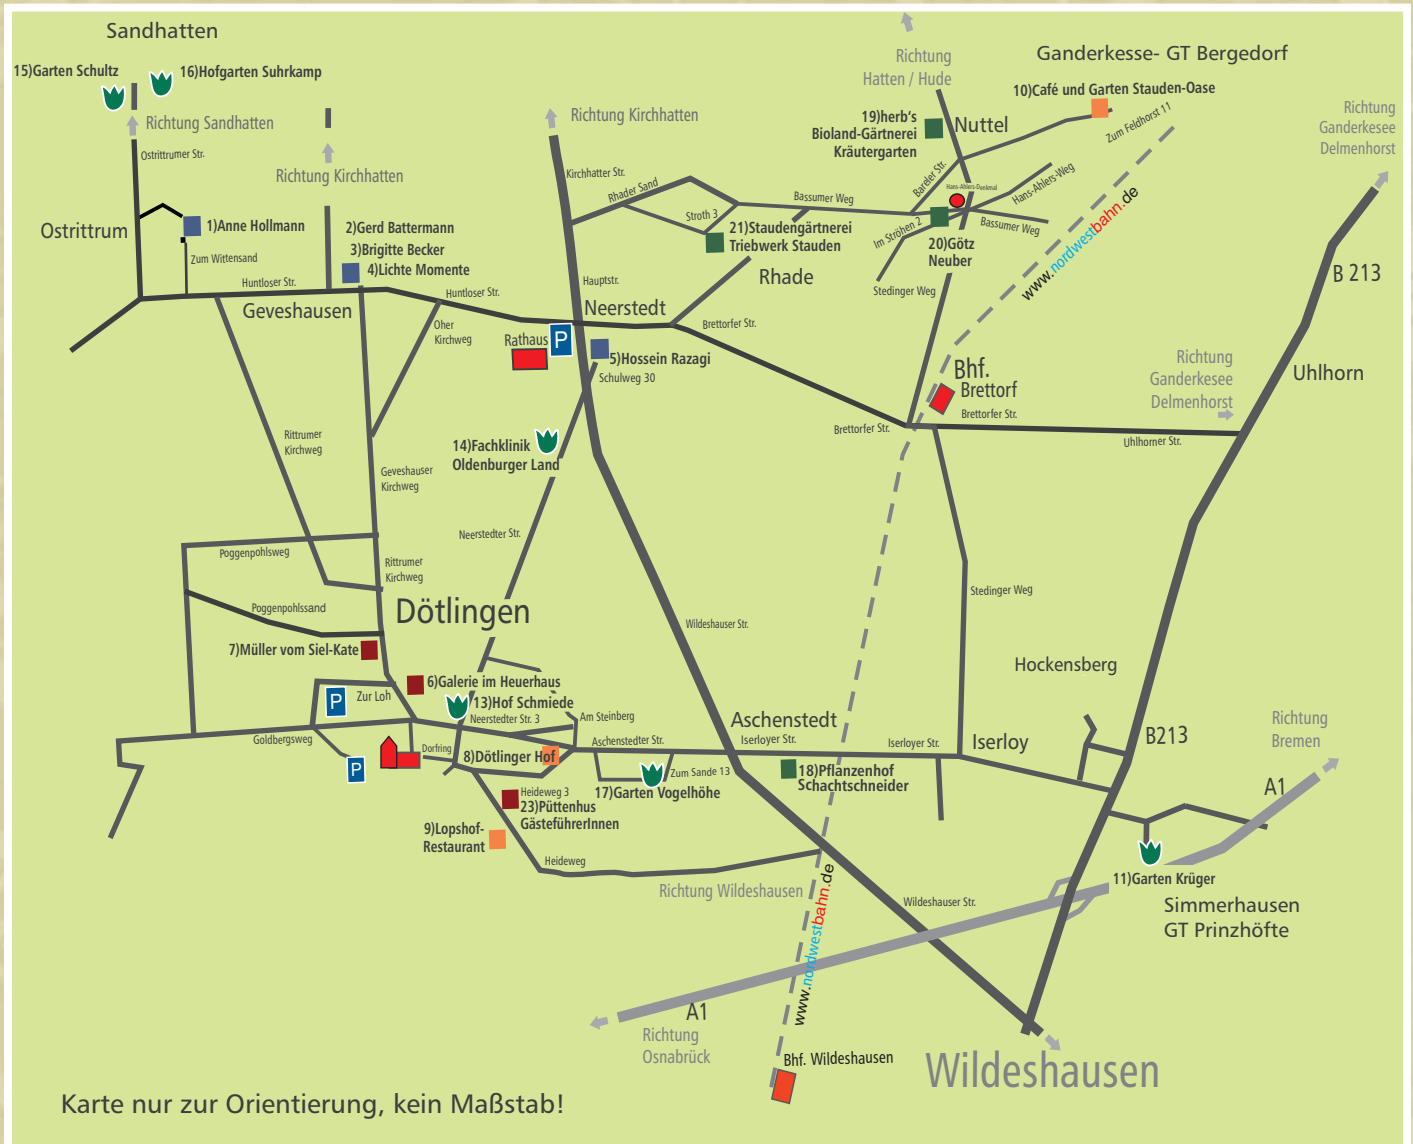 Sandhatten
15)Garten Schultz
16)Hofgarten Suhrkamp
Richtung Sandhatten
Ostrittrumer Str.
Richtung Kirchhatten
Ostrittrum
1)Anne Hollmann
Zum Wittensand
2)Gerd Battermann
3)Brigitte Becker
4)Lichte Momente
Huntloser Str.
Geveshausen
Huntloser Str.
Oher
Kirchweg
Richtung Kirchhatten
Kirchhatter Str.
Rhader Sand
Stroth 3
Bassumer Weg
21)Staudengärtnerei
Triebwerk Stauden
Rhade
Hauptstr.
Neerstedt
Rathaus
P
5)Hossein Razagi
Schulweg 30
Brettorfer Str.
Richtung
Hatten / Hude
19)herb's
Bioland-Gärtnerei
Kräutergarten
Nuttel
Ganderkesse- GT Bergedorf
10)Café und Garten Stauden-Oase
Zum Feldhorst 11
Bareler Str.
Hans-Ahlers-Denkmal
Hans-Ahlers-Weg
Im Ströhen 2
Bassumer Weg
20)Götz
Neuber
Stedinger Weg
www.nordwestbahn.de
Richtung
Ganderkesee
Delmenhorst
B 213
Uhlhorn
Richtung
Ganderkesee
Delmenhorst
Bhf.
Brettorf
Brettorfer Str.
Brettorfer Str.
Uhlhorner Str.
14)Fachklinik
Oldenburger Land
Rittrumer
Kirchweg
Geveshauser
Kirchweg
Neerstedter Str.
Poggenpohlsweg
Rittrumer
Kirchweg
Poggenpohlssand
Dötlingen
Wildeshauser Str.
Stedinger Weg
7)Müller vom Siel-Kate
6)Galerie im Heuerhaus
P
Zur Loh
13)Hof Schmiede
Neerstedter Str. 3
Am Steinberg
Goldbergsweg
P
Dorfring
8)Dötlinger Hof
Aschenstedter Str.
Aschenstedt
Iserloyer Str.
Iserloyer Str.
Iserloy
Hockensberg
B213
Zum Sande 13
17)Garten Vogelhöhe
18)Pflanzenhof
Schachtschneider
Heideweg 3
23)Püttenhus
GästeführerInnen
9)Lopshof-
Restaurant
Heideweg
Richtung Wildeshausen
www.nordwestbahn.de
Wildeshauser Str.
Richtung
Bremen
A1
11)Garten Krüger
Simmerhausen
GT Prinzhöfte
A1
Richtung
Osnabrück
Bhf. Wildeshausen
Wildeshausen
Karte nur zur Orientierung, kein Maßstab!